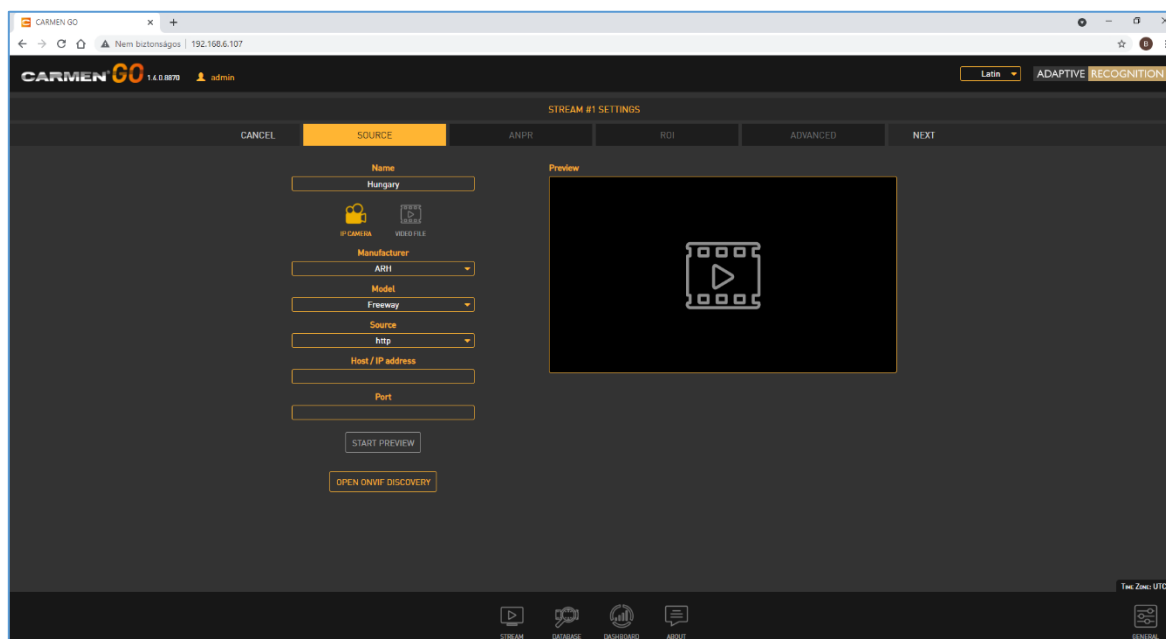 CARMEN GO
Nem biztonságos | 192.168.6.107
CARMEN GO 1.4.0.8870 admin
Latin
ADAPTIVE RECOGNITION
STREAM #1 SETTINGS
CANCEL SOURCE ANPR ROI ADVANCED NEXT
Name
Hungary
IP CAMERA VIDEO FILE
Manufacturer
ARH
Model
Freeway
Source
http
Host / IP address
Port
START PREVIEW
OPEN ONVIF DISCOVERY
Preview
Time Zone: UTC
STREAM DATABASE DASHBOARD ABOUT GENERAL